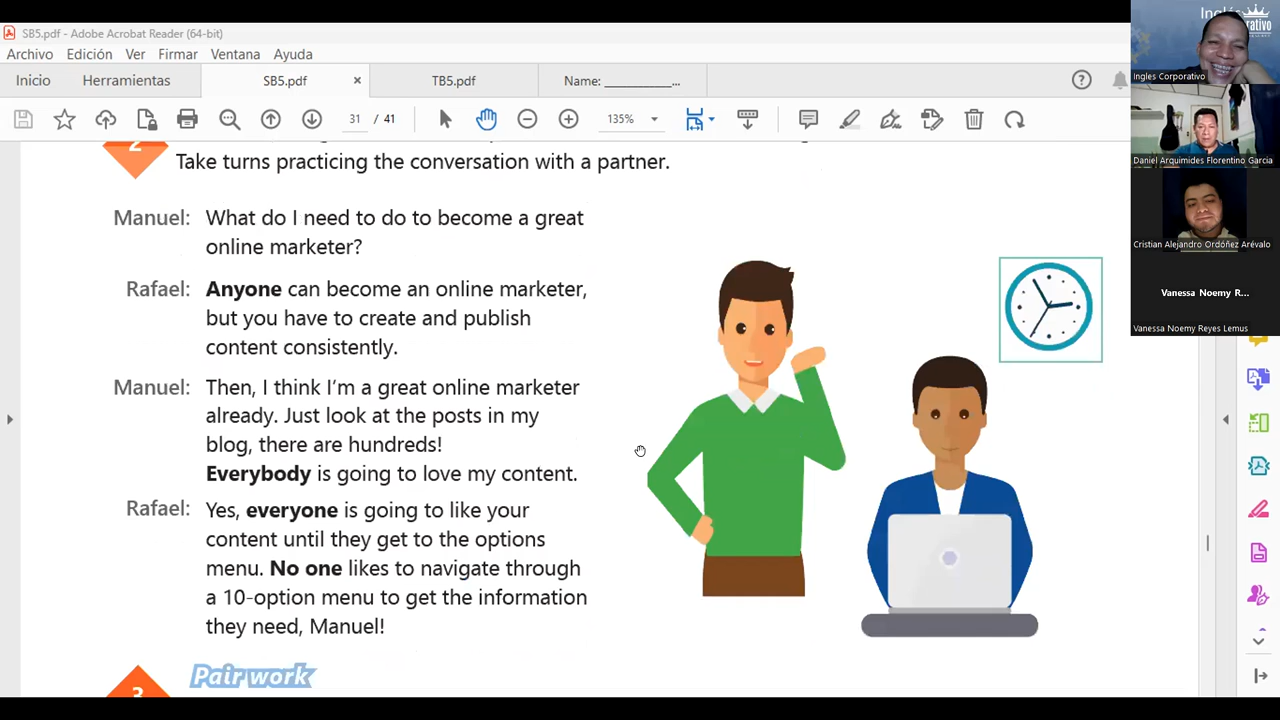 SB5.pdf - Adobe Acrobat Reader (64-bit)
Archivo Edición Ver Firmar Ventana Ayuda
Inicio Herramientas SB5.pdf × TB5.pdf Name: ____________...
31 / 41 135%
2
Take turns practicing the conversation with a partner.
Manuel: What do I need to do to become a great
online marketer?
Rafael: Anyone can become an online marketer,
but you have to create and publish
content consistently.
Manuel: Then, I think I'm a great online marketer
already. Just look at the posts in my
blog, there are hundreds!
Everybody is going to love my content.
Rafael: Yes, everyone is going to like your
content until they get to the options
menu. No one likes to navigate through
a 10-option menu to get the information
they need, Manuel!
3
Pair work
Ingles Corporativo
Daniel Arquimides Florentino Garcia
Cristian Alejandro Ordóñez Arévalo
Vanessa Noemy R...
Vanessa Noemy Reyes Lemus